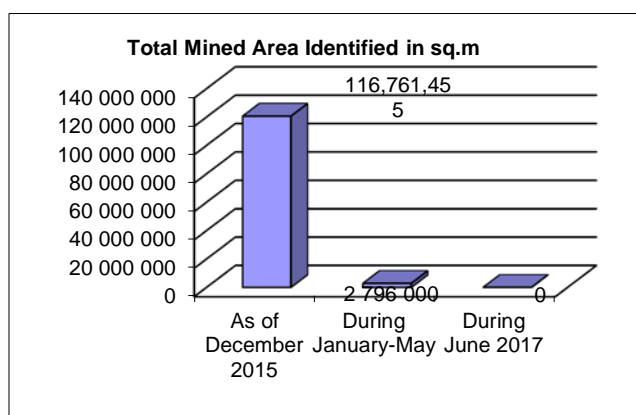 Total Mined Area Identified in sq.m
116,761,45
5
140 000 000
120 000 000
100 000 000
80 000 000
60 000 000
40 000 000
20 000 000
0
2 796 000
0
As of
December
2015
During
January-May
During
June 2017